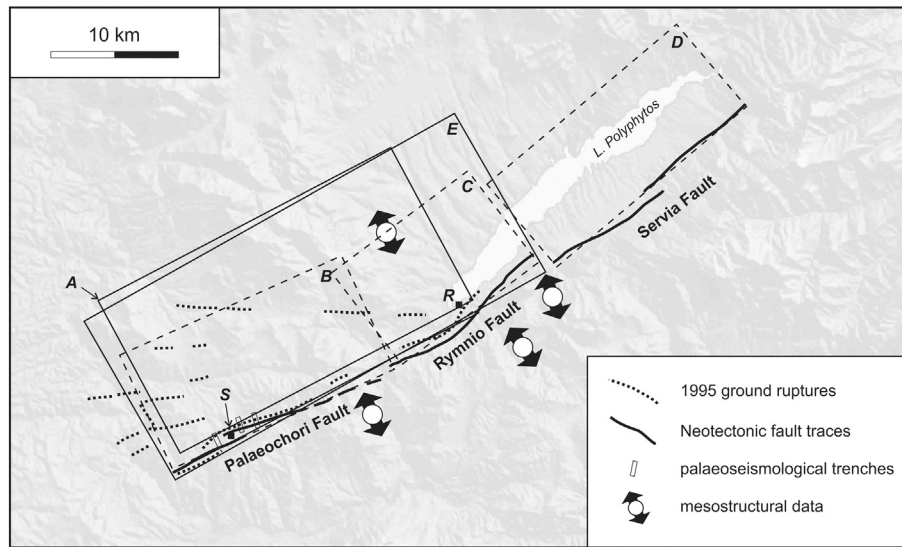 10 km
D
E
L. Polyphytos
C
Servia Fault
A
B
R
Rymnio Fault
S
Palaeochori Fault
1995 ground ruptures
Neotectonic fault traces
palaeoseismological trenches
mesostructural data